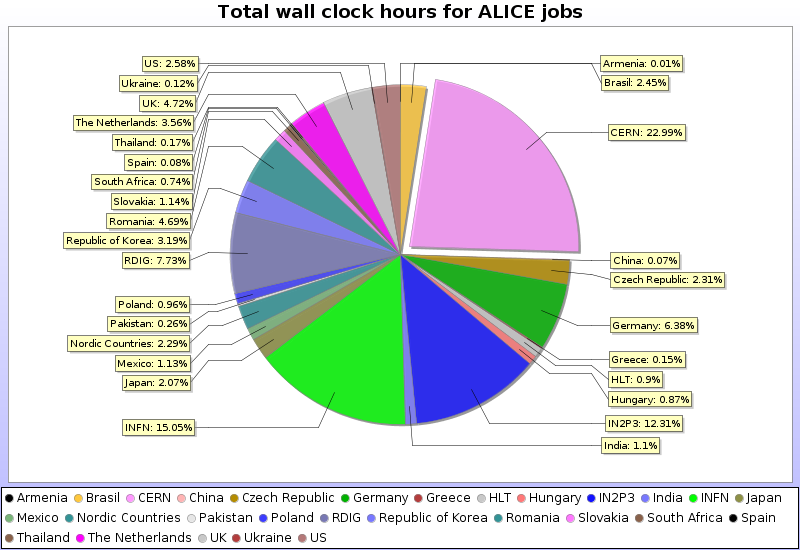 Total wall clock hours for ALICE jobs
US: 2.58%
Ukraine: 0.12%
UK: 4.72%
The Netherlands: 3.56%
Thailand: 0.17%
Spain: 0.08%
South Africa: 0.74%
Slovakia: 1.14%
Romania: 4.69%
Republic of Korea: 3.19%
RDIG: 7.73%
Poland: 0.96%
Pakistan: 0.26%
Nordic Countries: 2.29%
Mexico: 1.13%
Japan: 2.07%
INFN: 15.05%
Armenia: 0.01%
Brasil: 2.45%
CERN: 22.99%
China: 0.07%
Czech Republic: 2.31%
Germany: 6.38%
Greece: 0.15%
HLT: 0.9%
Hungary: 0.87%
IN2P3: 12.31%
India: 1.1%
Armenia Brasil CERN China Czech Republic Germany Greece HLT Hungary IN2P3 India INFN Japan
Mexico Nordic Countries Pakistan Poland RDIG Republic of Korea Romania Slovakia South Africa Spain
Thailand The Netherlands UK Ukraine US